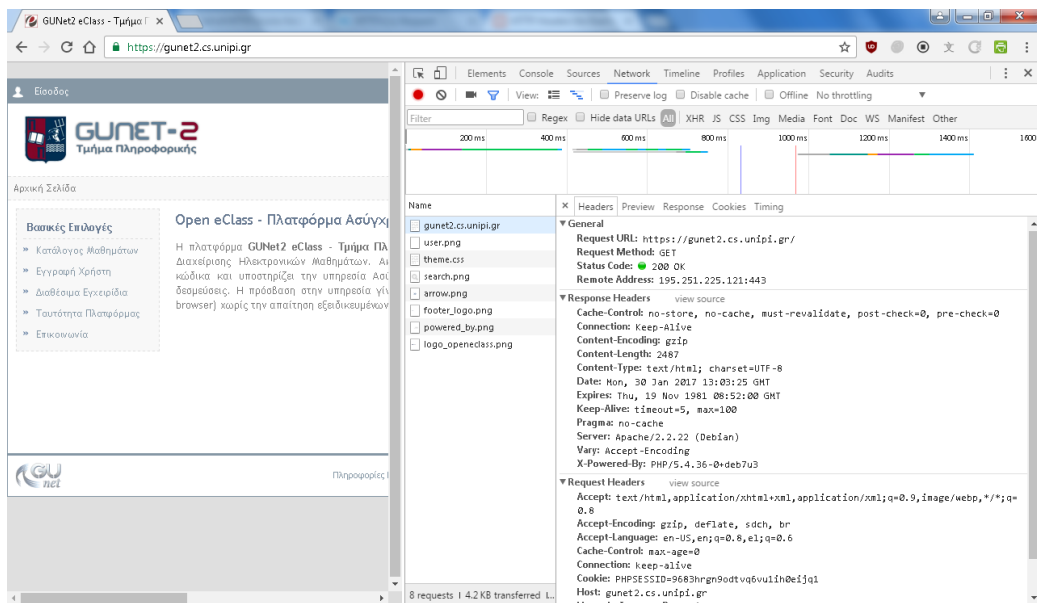 GUNet2 eClass - Τμήμα Γ
https://gunet2.cs.unipi.gr
Είσοδος
GUNET-2
Τμήμα Πληροφορικής
Αρχική Σελίδα
Βασικές Επιλογές
» Κατάλογος Μαθημάτων
» Εγγραφή Χρήστη
» Διαθέσιμα Εγχειρίδια
» Ταυτότητα Πλατφόρμας
» Επικοινωνία
Open eClass - Πλατφόρμα Ασύγχρ
Η πλατφόρμα GUNet2 eClass - Τμήμα Πλ
Διαχείρισης Ηλεκτρονικών Μαθημάτων. Ακ
κώδικα και υποστηρίζει την υπηρεσία Ασύ
δεσμεύσεις. Η πρόσβαση στην υπηρεσία γίν
browser) χωρίς την απαίτηση εξειδικευμένων
GU net
Πληροφορίες
Elements Console Sources Network Timeline Profiles Application Security Audits
View: Preserve log Disable cache Offline No throttling
Filter Regex Hide data URLs All XHR JS CSS Img Media Font Doc WS Manifest Other
200 ms 400 ms 600 ms 800 ms 1000 ms 1200 ms 1400 ms 1600
Name
gunet2.cs.unipi.gr
user.png
theme.css
search.png
arrow.png
footer_logo.png
powered_by.png
logo_openeclass.png
8 requests | 4.2 KB transferred | L...
× Headers Preview Response Cookies Timing
General
Request URL: https://gunet2.cs.unipi.gr/
Request Method: GET
Status Code: 200 OK
Remote Address: 195.251.225.121:443
Response Headers view source
Cache-Control: no-store, no-cache, must-revalidate, post-check=0, pre-check=0
Connection: Keep-Alive
Content-Encoding: gzip
Content-Length: 2487
Content-Type: text/html; charset=UTF-8
Date: Mon, 30 Jan 2017 13:03:25 GMT
Expires: Thu, 19 Nov 1981 08:52:00 GMT
Keep-Alive: timeout=5, max=100
Pragma: no-cache
Server: Apache/2.2.22 (Debian)
Vary: Accept-Encoding
X-Powered-By: PHP/5.4.36-0+deb7u3
Request Headers view source
Accept: text/html,application/xhtml+xml,application/xml;q=0.9,image/webp,*/*;q=
0.8
Accept-Encoding: gzip, deflate, sdch, br
Accept-Language: en-US,en;q=0.8,el;q=0.6
Cache-Control: max-age=0
Connection: keep-alive
Cookie: PHPSESSID=9683hrgn9odtvq6vu1ih0eijq1
Host: gunet2.cs.unipi.gr